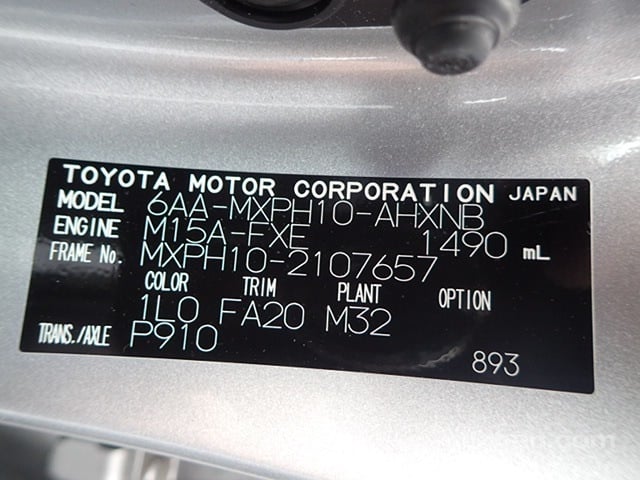 TOYOTA MOTOR CORPORATION JAPAN
MODEL 6AA-MXPH10-AHXNB
ENGINE M15A-FXE 1490 mL
FRAME No. MXPH10-2107657
COLOR TRIM PLANT OPTION
1L0 FA20 M32
TRANS./AXLE P910
893